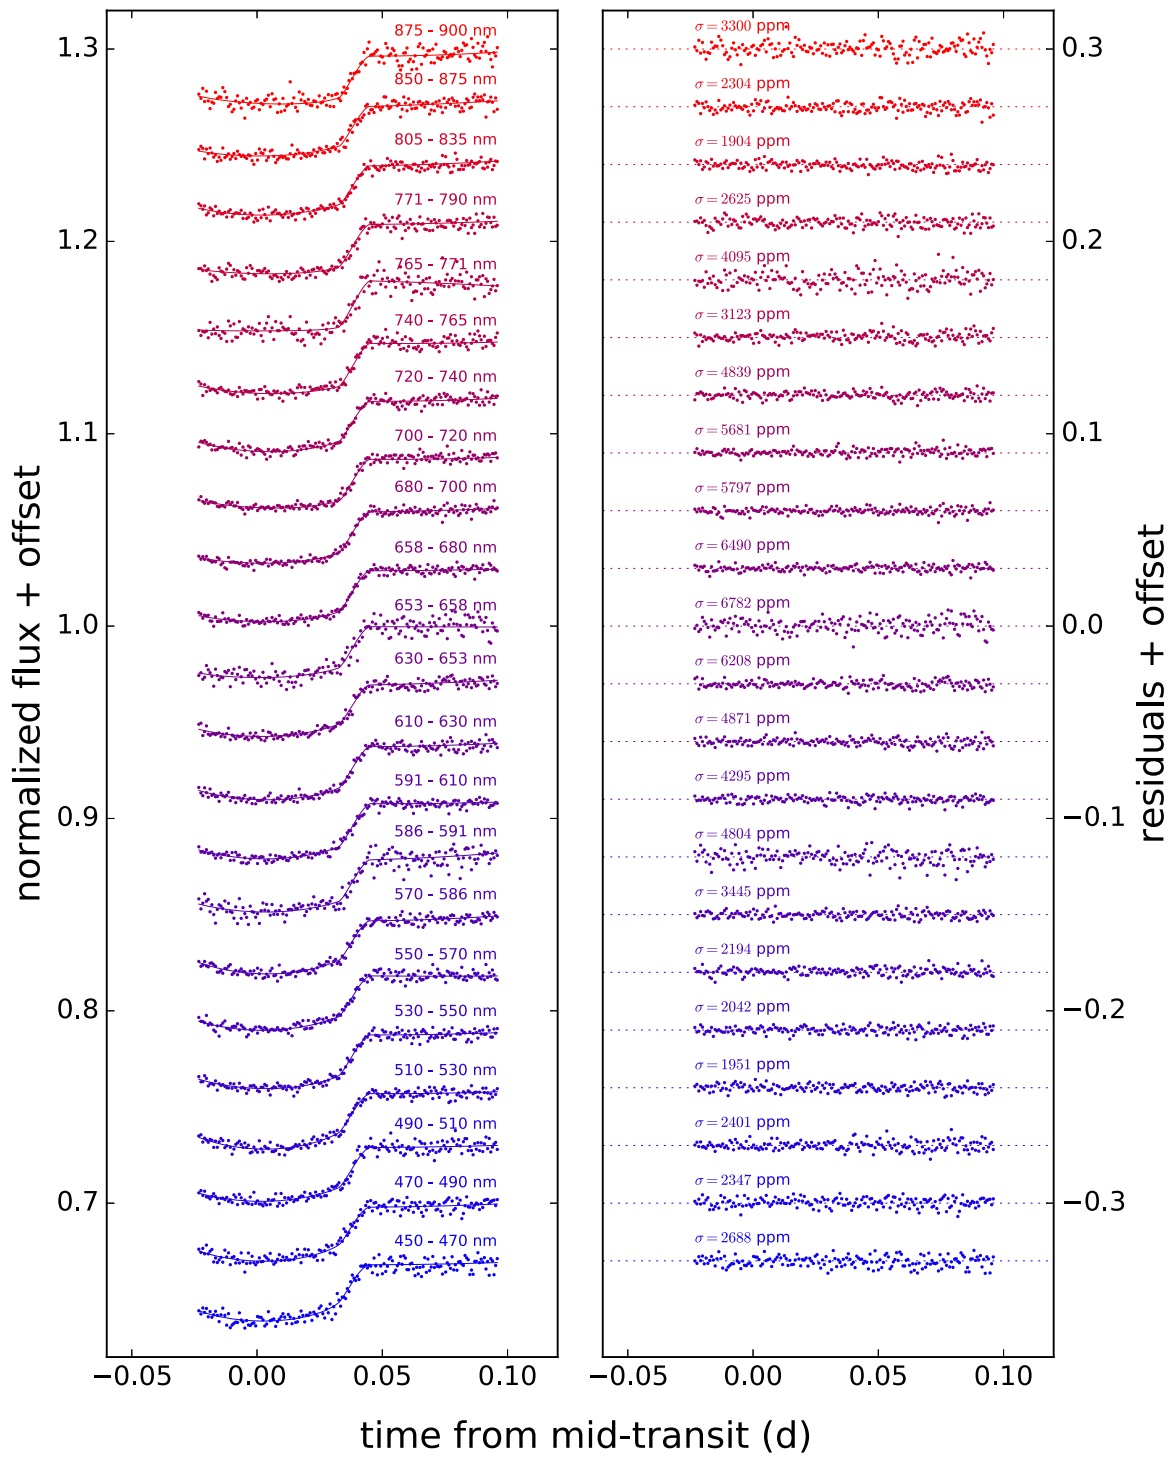 normalized flux + offset
1.3
1.2
1.1
1.0
0.9
0.8
0.7
875 - 900 nm
850 - 875 nm
805 - 835 nm
771 - 790 nm
765 - 771 nm
740 - 765 nm
720 - 740 nm
700 - 720 nm
680 - 700 nm
658 - 680 nm
653 - 658 nm
630 - 653 nm
610 - 630 nm
591 - 610 nm
586 - 591 nm
570 - 586 nm
550 - 570 nm
530 - 550 nm
510 - 530 nm
490 - 510 nm
470 - 490 nm
450 - 470 nm
−0.05 0.00 0.05 0.10
σ = 3300 ppm
σ = 2304 ppm
σ = 1904 ppm
σ = 2625 ppm
σ = 4095 ppm
σ = 3123 ppm
σ = 4839 ppm
σ = 5681 ppm
σ = 5797 ppm
σ = 6490 ppm
σ = 6782 ppm
σ = 6208 ppm
σ = 4871 ppm
σ = 4295 ppm
σ = 4804 ppm
σ = 3445 ppm
σ = 2194 ppm
σ = 2042 ppm
σ = 1951 ppm
σ = 2401 ppm
σ = 2347 ppm
σ = 2688 ppm
−0.05 0.00 0.05 0.10
0.3
0.2
0.1
0.0
−0.1
−0.2
−0.3
residuals + offset
time from mid-transit (d)